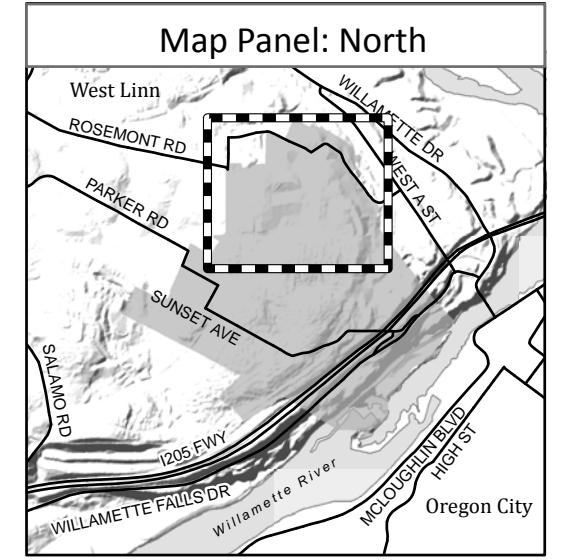 Map Panel: North
West Linn
WILLAMETTE DR
ROSEMONT RD
WEST A ST
PARKER RD
SUNSET AVE
SALAMO RD
I205 FWY
MCLOUGHLIN BLVD
HIGH ST
Willamette River
WILLAMETTE FALLS DR
Oregon City